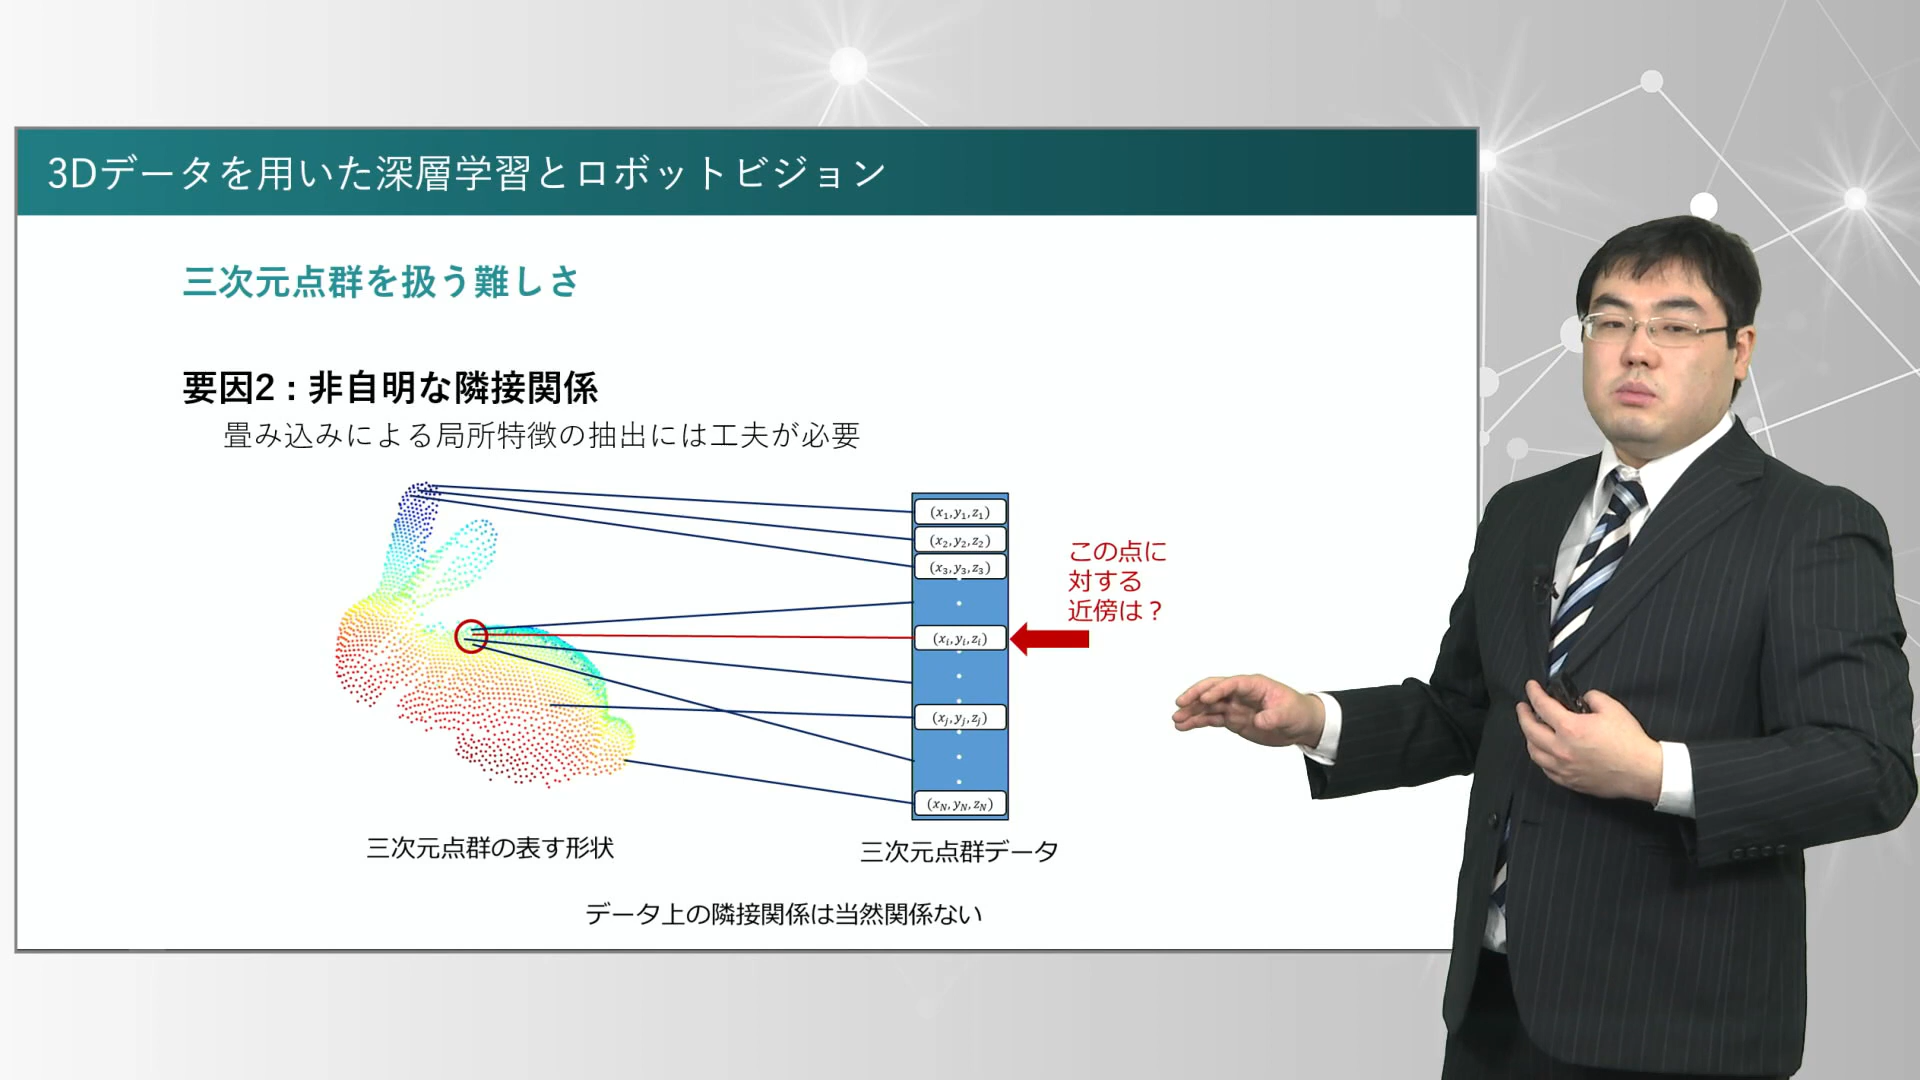 3Dデータを用いた深層学習とロボットビジョン
三次元点群を扱う難しさ
要因2：非自明な隣接関係
畳み込みによる局所特徴の抽出には工夫が必要
(x₁,y₁,z₁)
(x₂,y₂,z₂)
(x₃,y₃,z₃)
(xᵢ,yᵢ,zᵢ)
(xⱼ,yⱼ,zⱼ)
(x_N,y_N,z_N)
この点に
対する
近傍は？
三次元点群の表す形状
三次元点群データ
データ上の隣接関係は当然関係ない